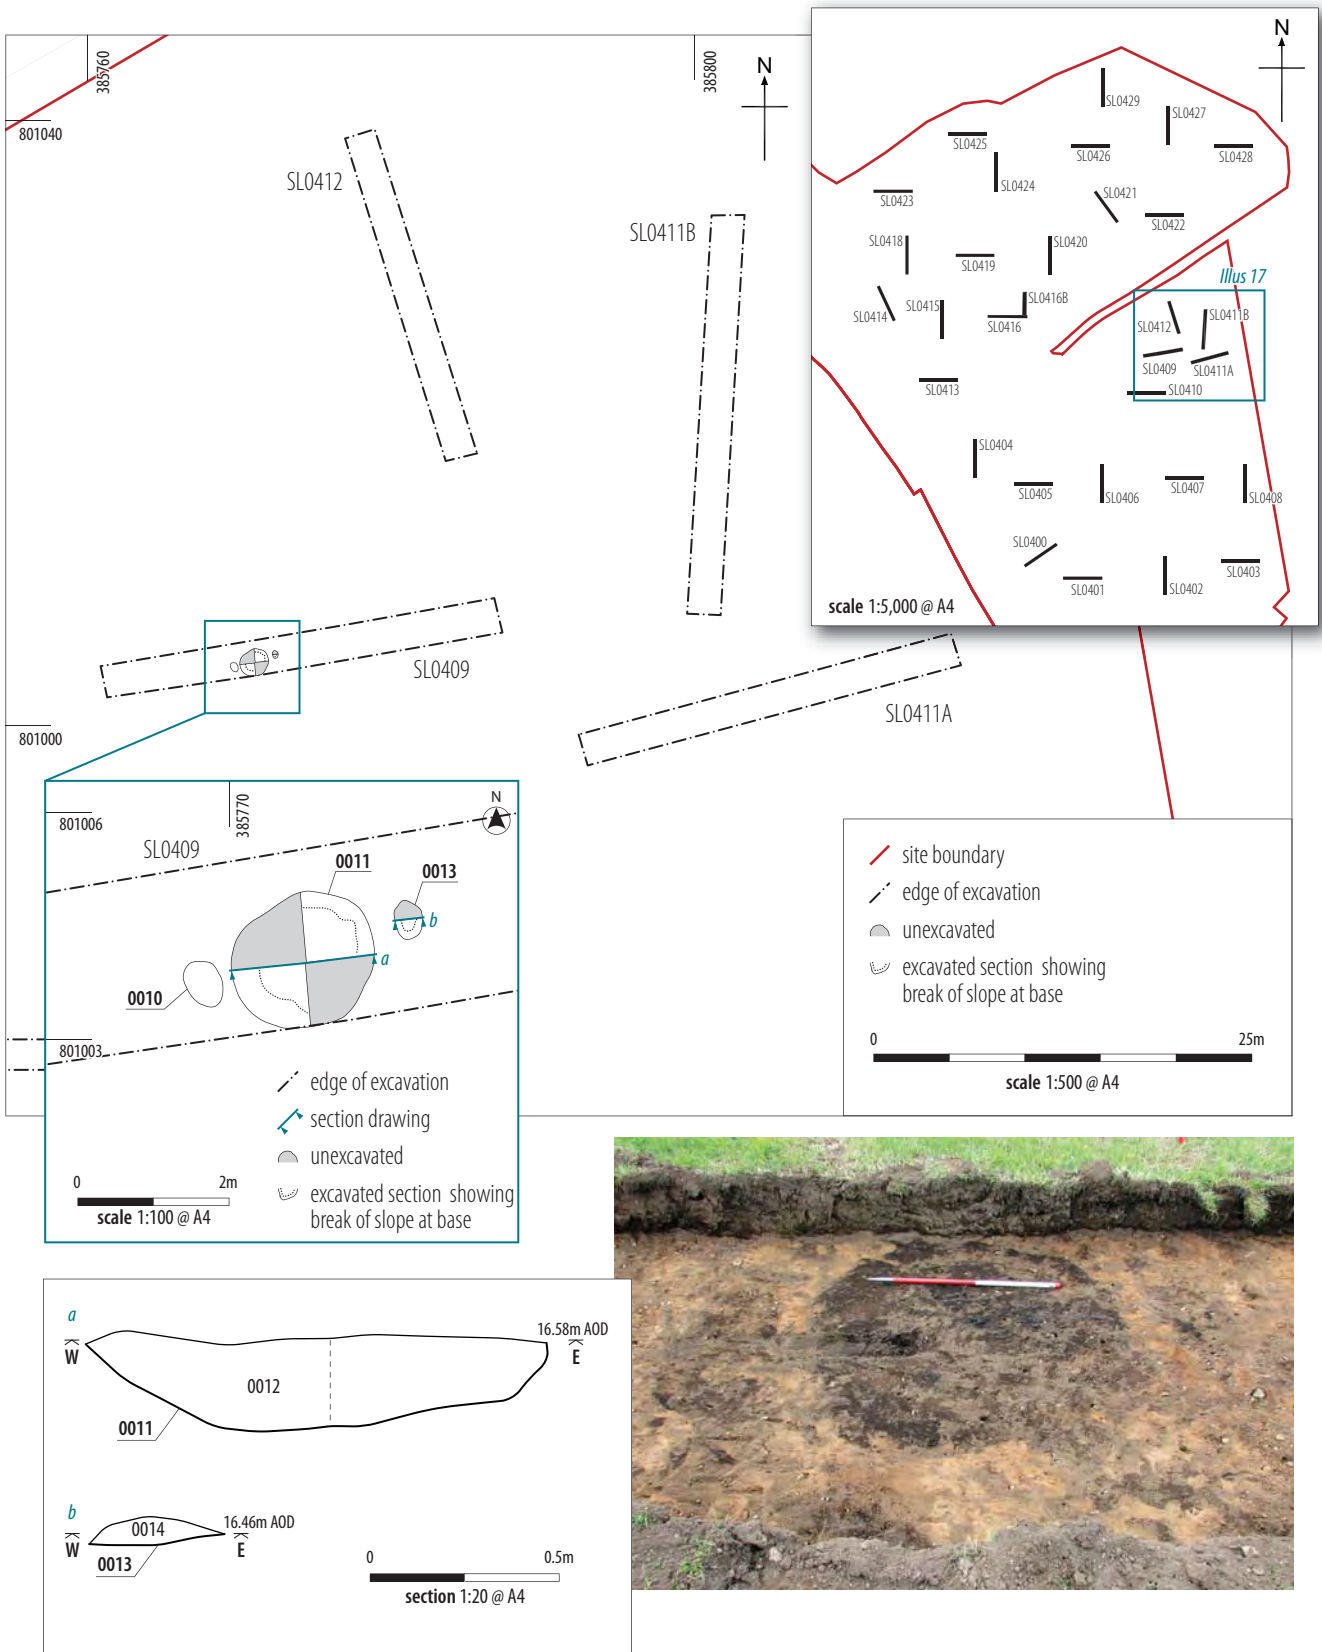 385760
385800
N
801040
SL0412
SL0411B
SL0409
801000
SL0411A
N
SL0429
SL0427
SL0425
SL0426
SL0428
SL0424
SL0423
SL0421
SL0422
SL0418
SL0420
SL0419
Illus 17
SL0414
SL0415
SL0416B
SL0416
SL0412
SL0411B
SL0409
SL0411A
SL0413
SL0410
SL0404
SL0405
SL0406
SL0407
SL0408
SL0400
SL0401
SL0402
SL0403
scale 1:5,000 @ A4
801006
385770
N
SL0409
0011
0013
b
a
0010
801003
edge of excavation
section drawing
unexcavated
excavated section showing
break of slope at base
0
2m
scale 1:100 @ A4
site boundary
edge of excavation
unexcavated
excavated section showing
break of slope at base
0
25m
scale 1:500 @ A4
a
W
16.58m AOD
E
0012
0011
b
W
0014
16.46m AOD
E
0013
0
0.5m
section 1:20 @ A4